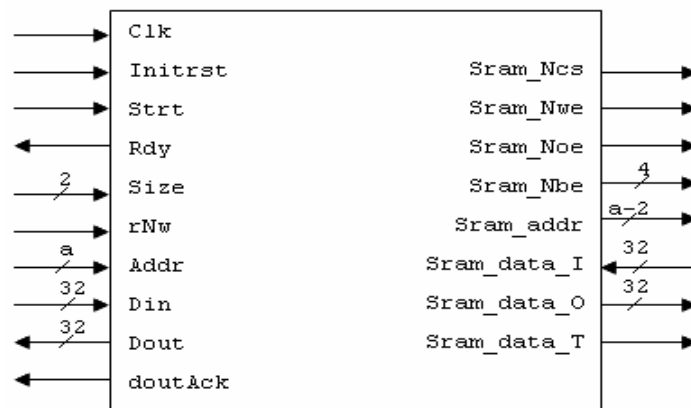 Clk
Initrst Sram_Ncs
Strt Sram_Nwe
Rdy Sram_Noe
2 Size Sram_Nbe 4
rNw Sram_addr a-2
a Addr Sram_data_I 32
32 Din Sram_data_O 32
32 Dout Sram_data_T
doutAck